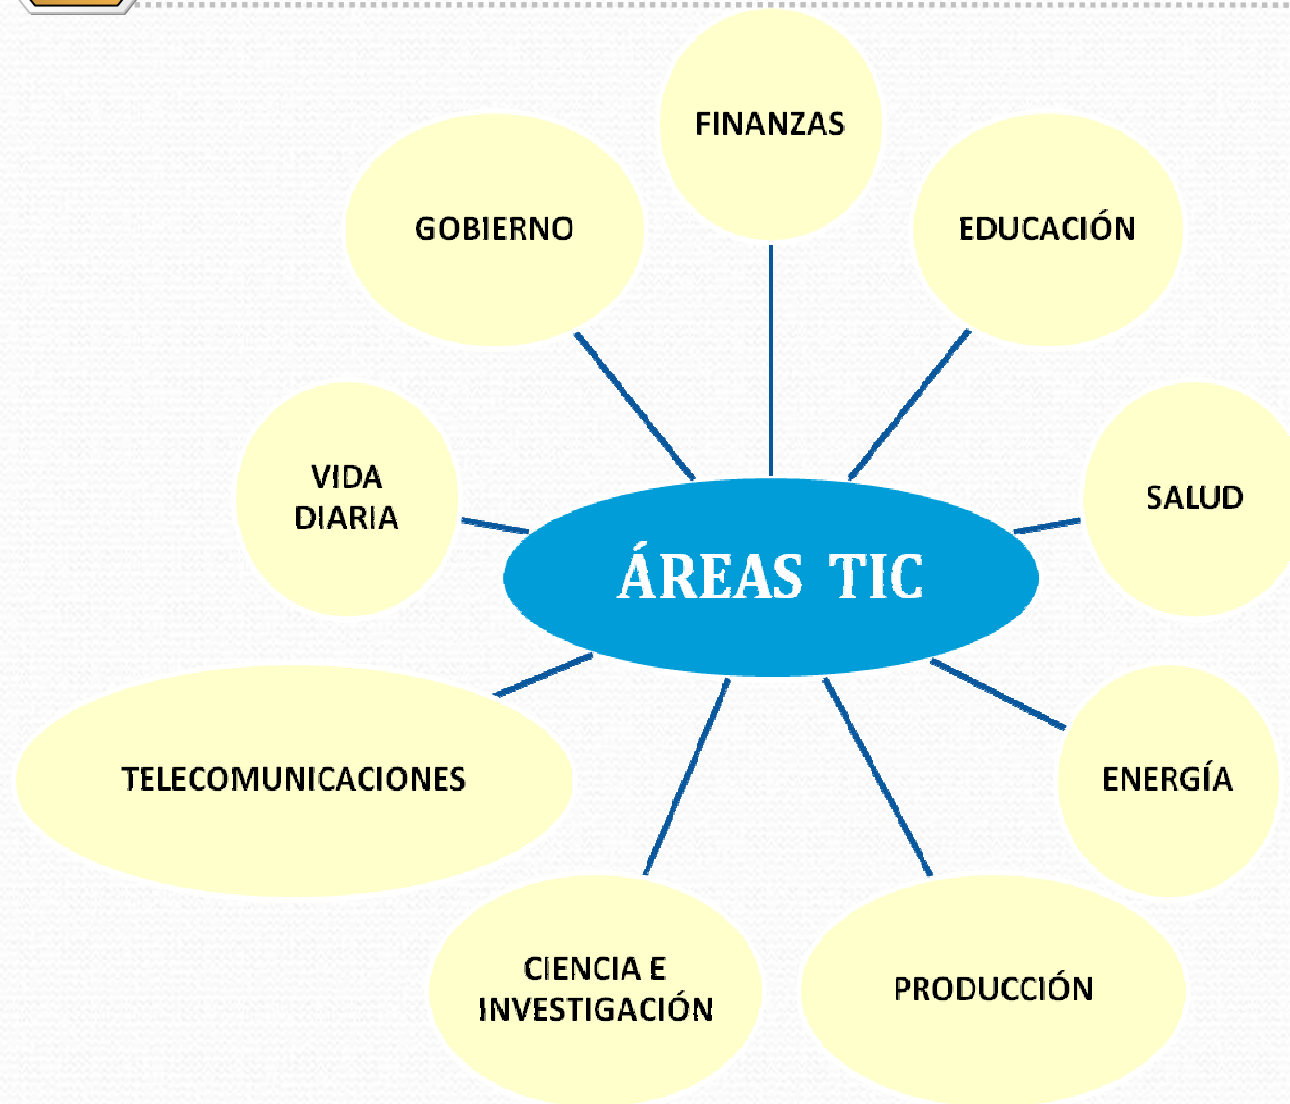 FINANZAS
GOBIERNO
EDUCACIÓN
VIDA
DIARIA
SALUD
ÁREAS TIC
TELECOMUNICACIONES
ENERGÍA
CIENCIA E
INVESTIGACIÓN
PRODUCCIÓN